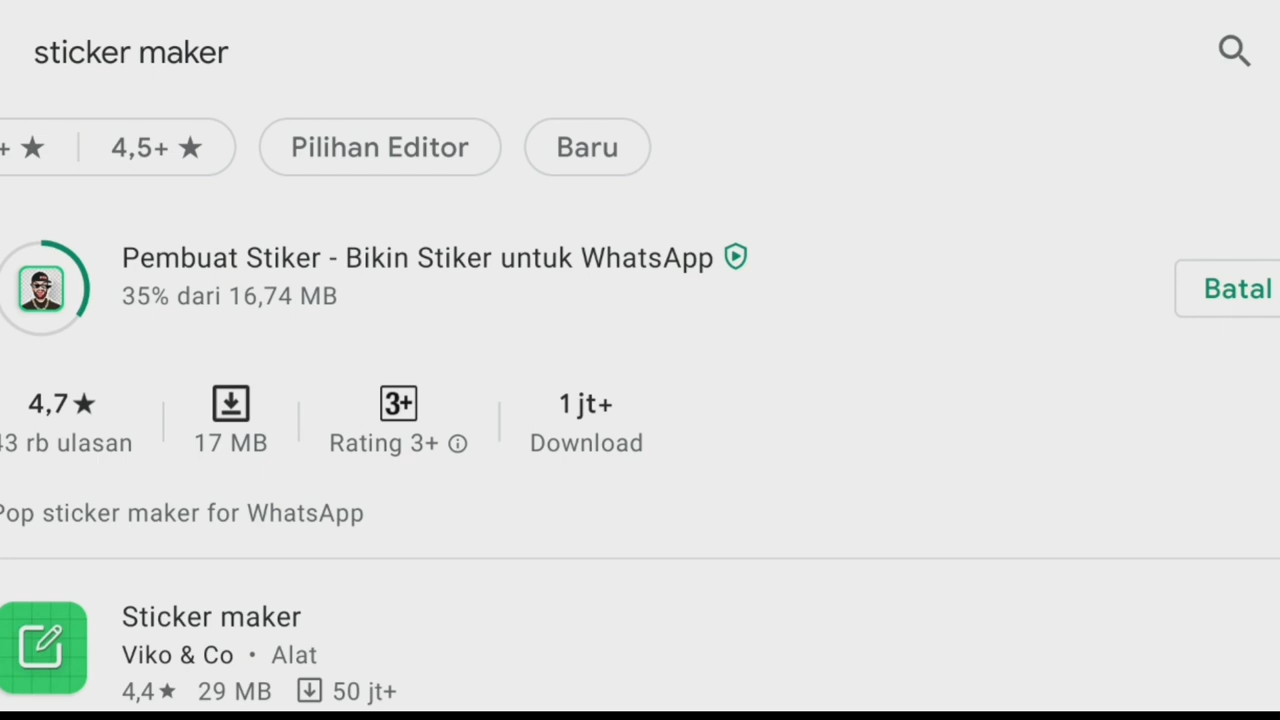 sticker maker
+ ★ 4,5+ ★ Pilihan Editor Baru
Pembuat Stiker - Bikin Stiker untuk WhatsApp
35% dari 16,74 MB
Batal
4,7★ 3+ 1 jt+
43 rb ulasan 17 MB Rating 3+ Download
Pop sticker maker for WhatsApp
Sticker maker
Viko & Co • Alat
4,4★ 29 MB 50 jt+